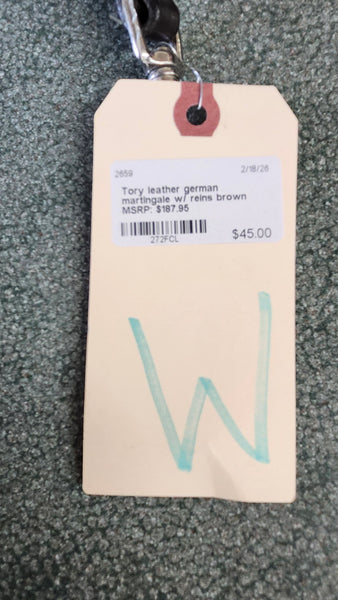 2659 2/18/26
Tory leather german
martingale w/ reins brown
MSRP: $187.95
272FCL $45.00
W